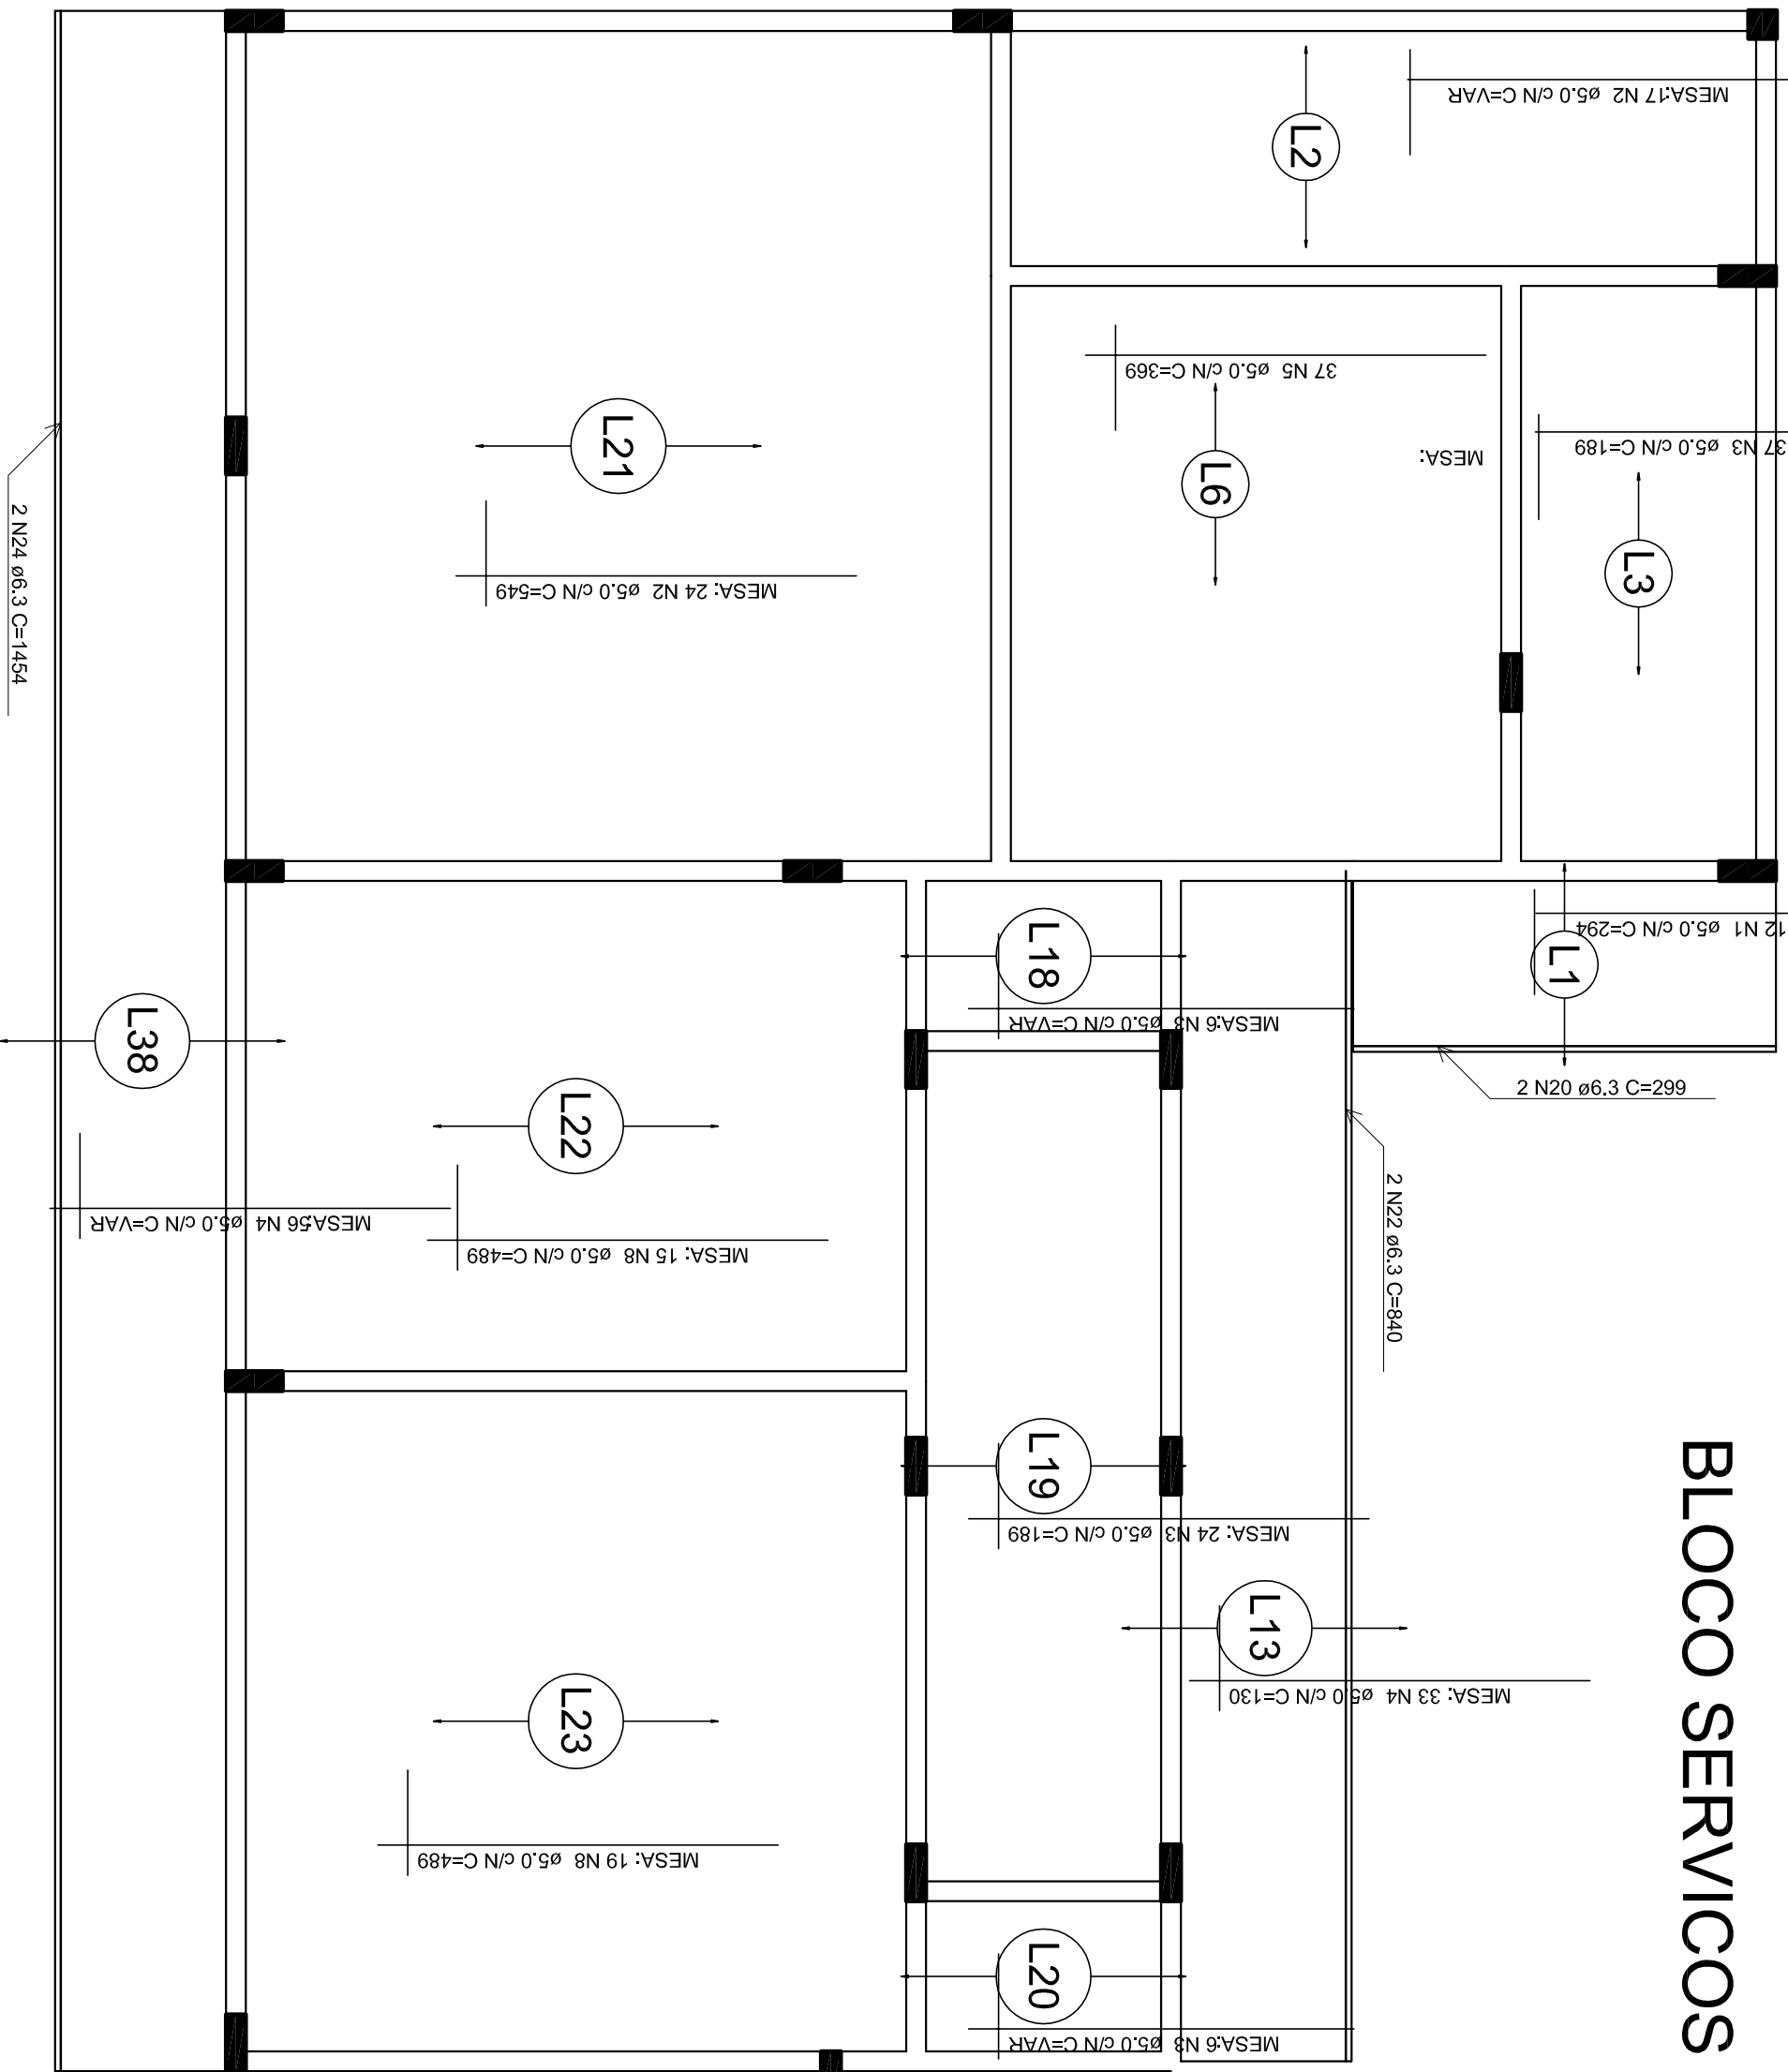 MESA:17 N2 ø5.0 c/N C=VAR
L2
37 N5 ø5.0 c/N C=369
L21
37 N3 ø5.0 c/N C=189
MESA:
L6
L3
MESA: 24 N2 ø5.0 c/N C=549
2 N24 ø6.3 C=1454
12 N1 ø5.0 c/N C=294
L18
L1
MESA:6 N3 ø5.0 c/N C=VAR
L38
2 N20 ø6.3 C=299
L22
MESA:56 N4 ø5.0 c/N C=VAR
MESA: 15 N8 ø5.0 c/N C=489
2 N22 ø6.3 C=840
L19
MESA: 24 N3 ø5.0 c/N C=189
L13
MESA: 33 N4 ø5.0 c/N C=130
BLOCO SERVICOS
L23
MESA: 19 N8 ø5.0 c/N C=489
L20
MESA:6 N3 ø5.0 c/N C=VAR